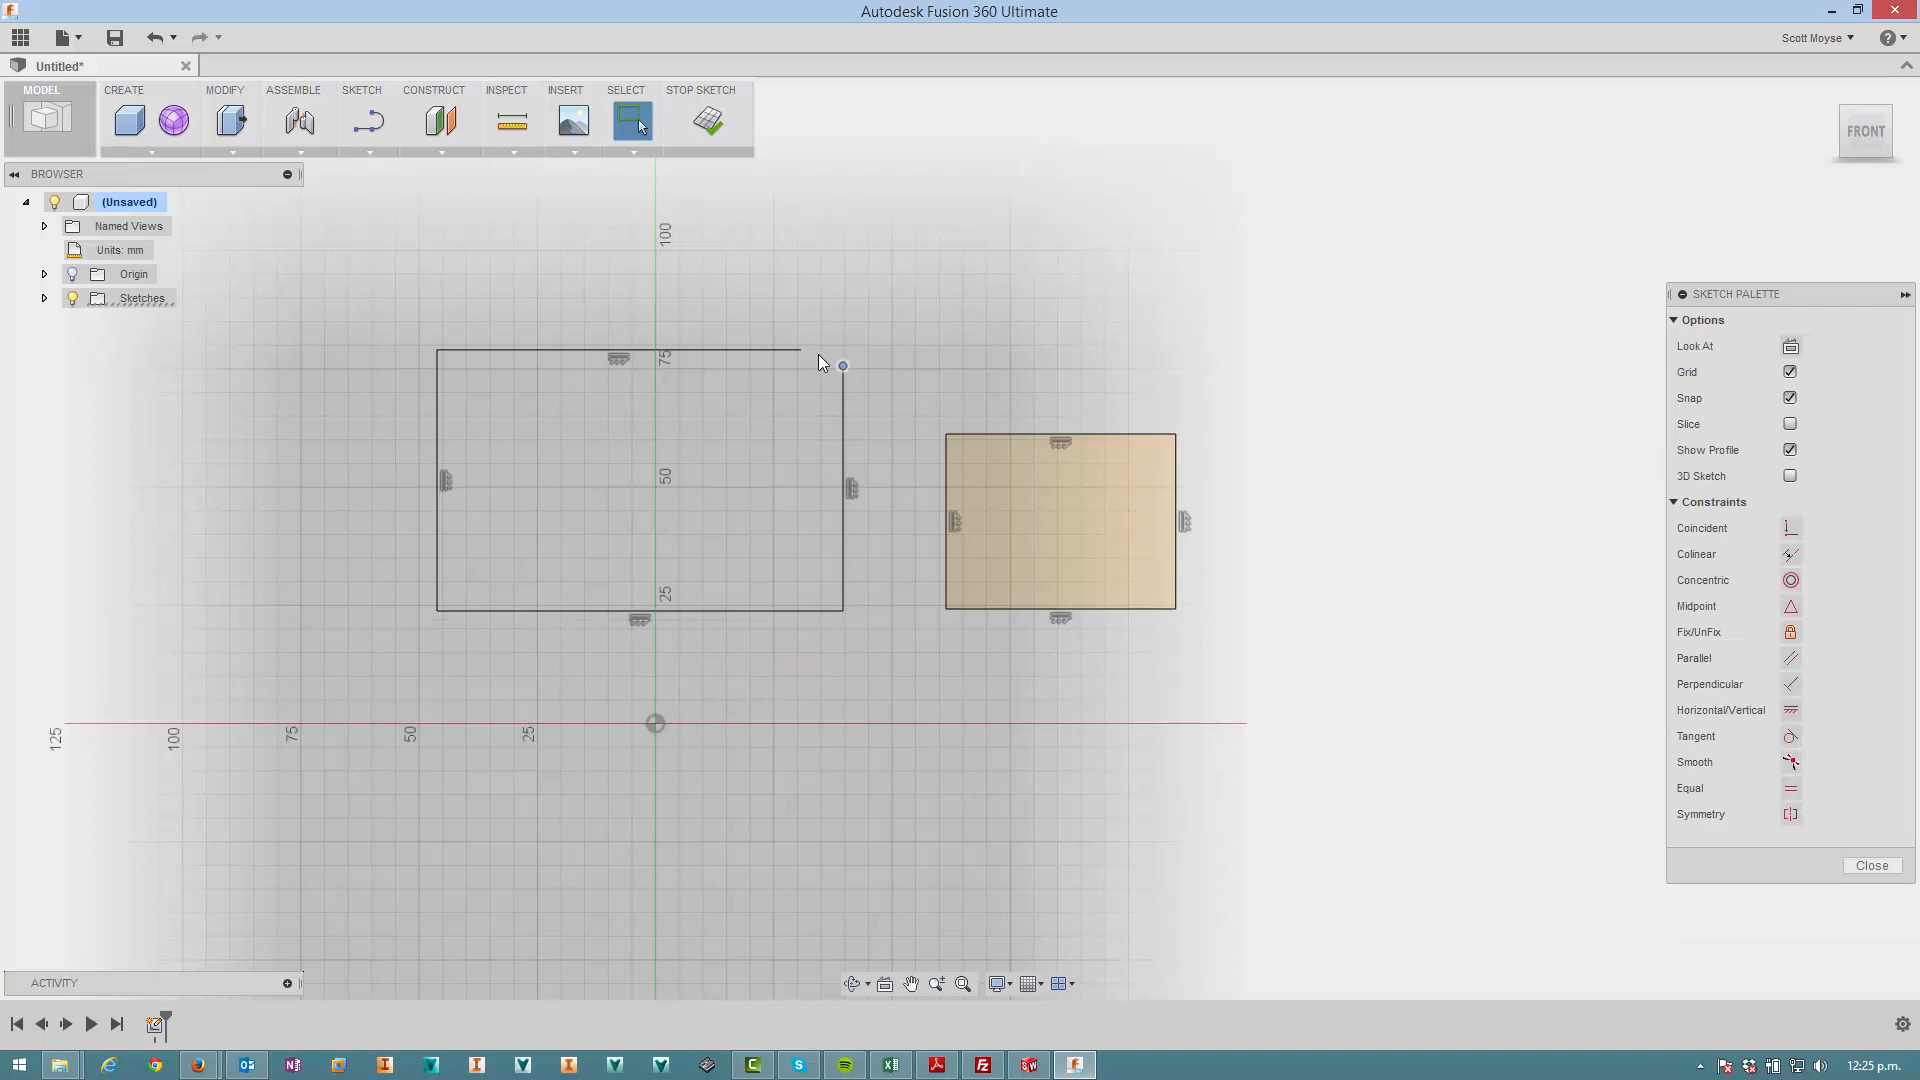 Autodesk Fusion 360 Ultimate
Scott Moyse
Untitled*
MODEL
CREATE
MODIFY
ASSEMBLE
SKETCH
CONSTRUCT
INSPECT
INSERT
SELECT
STOP SKETCH
FRONT
BROWSER
(Unsaved)
Named Views
Units: mm
Origin
Sketches
100
75
50
25
125
100
75
50
25
SKETCH PALETTE
Options
Look At
Grid
Snap
Slice
Show Profile
3D Sketch
Constraints
Coincident
Colinear
Concentric
Midpoint
Fix/UnFix
Parallel
Perpendicular
Horizontal/Vertical
Tangent
Smooth
Equal
Symmetry
Close
ACTIVITY
12:25 p.m.